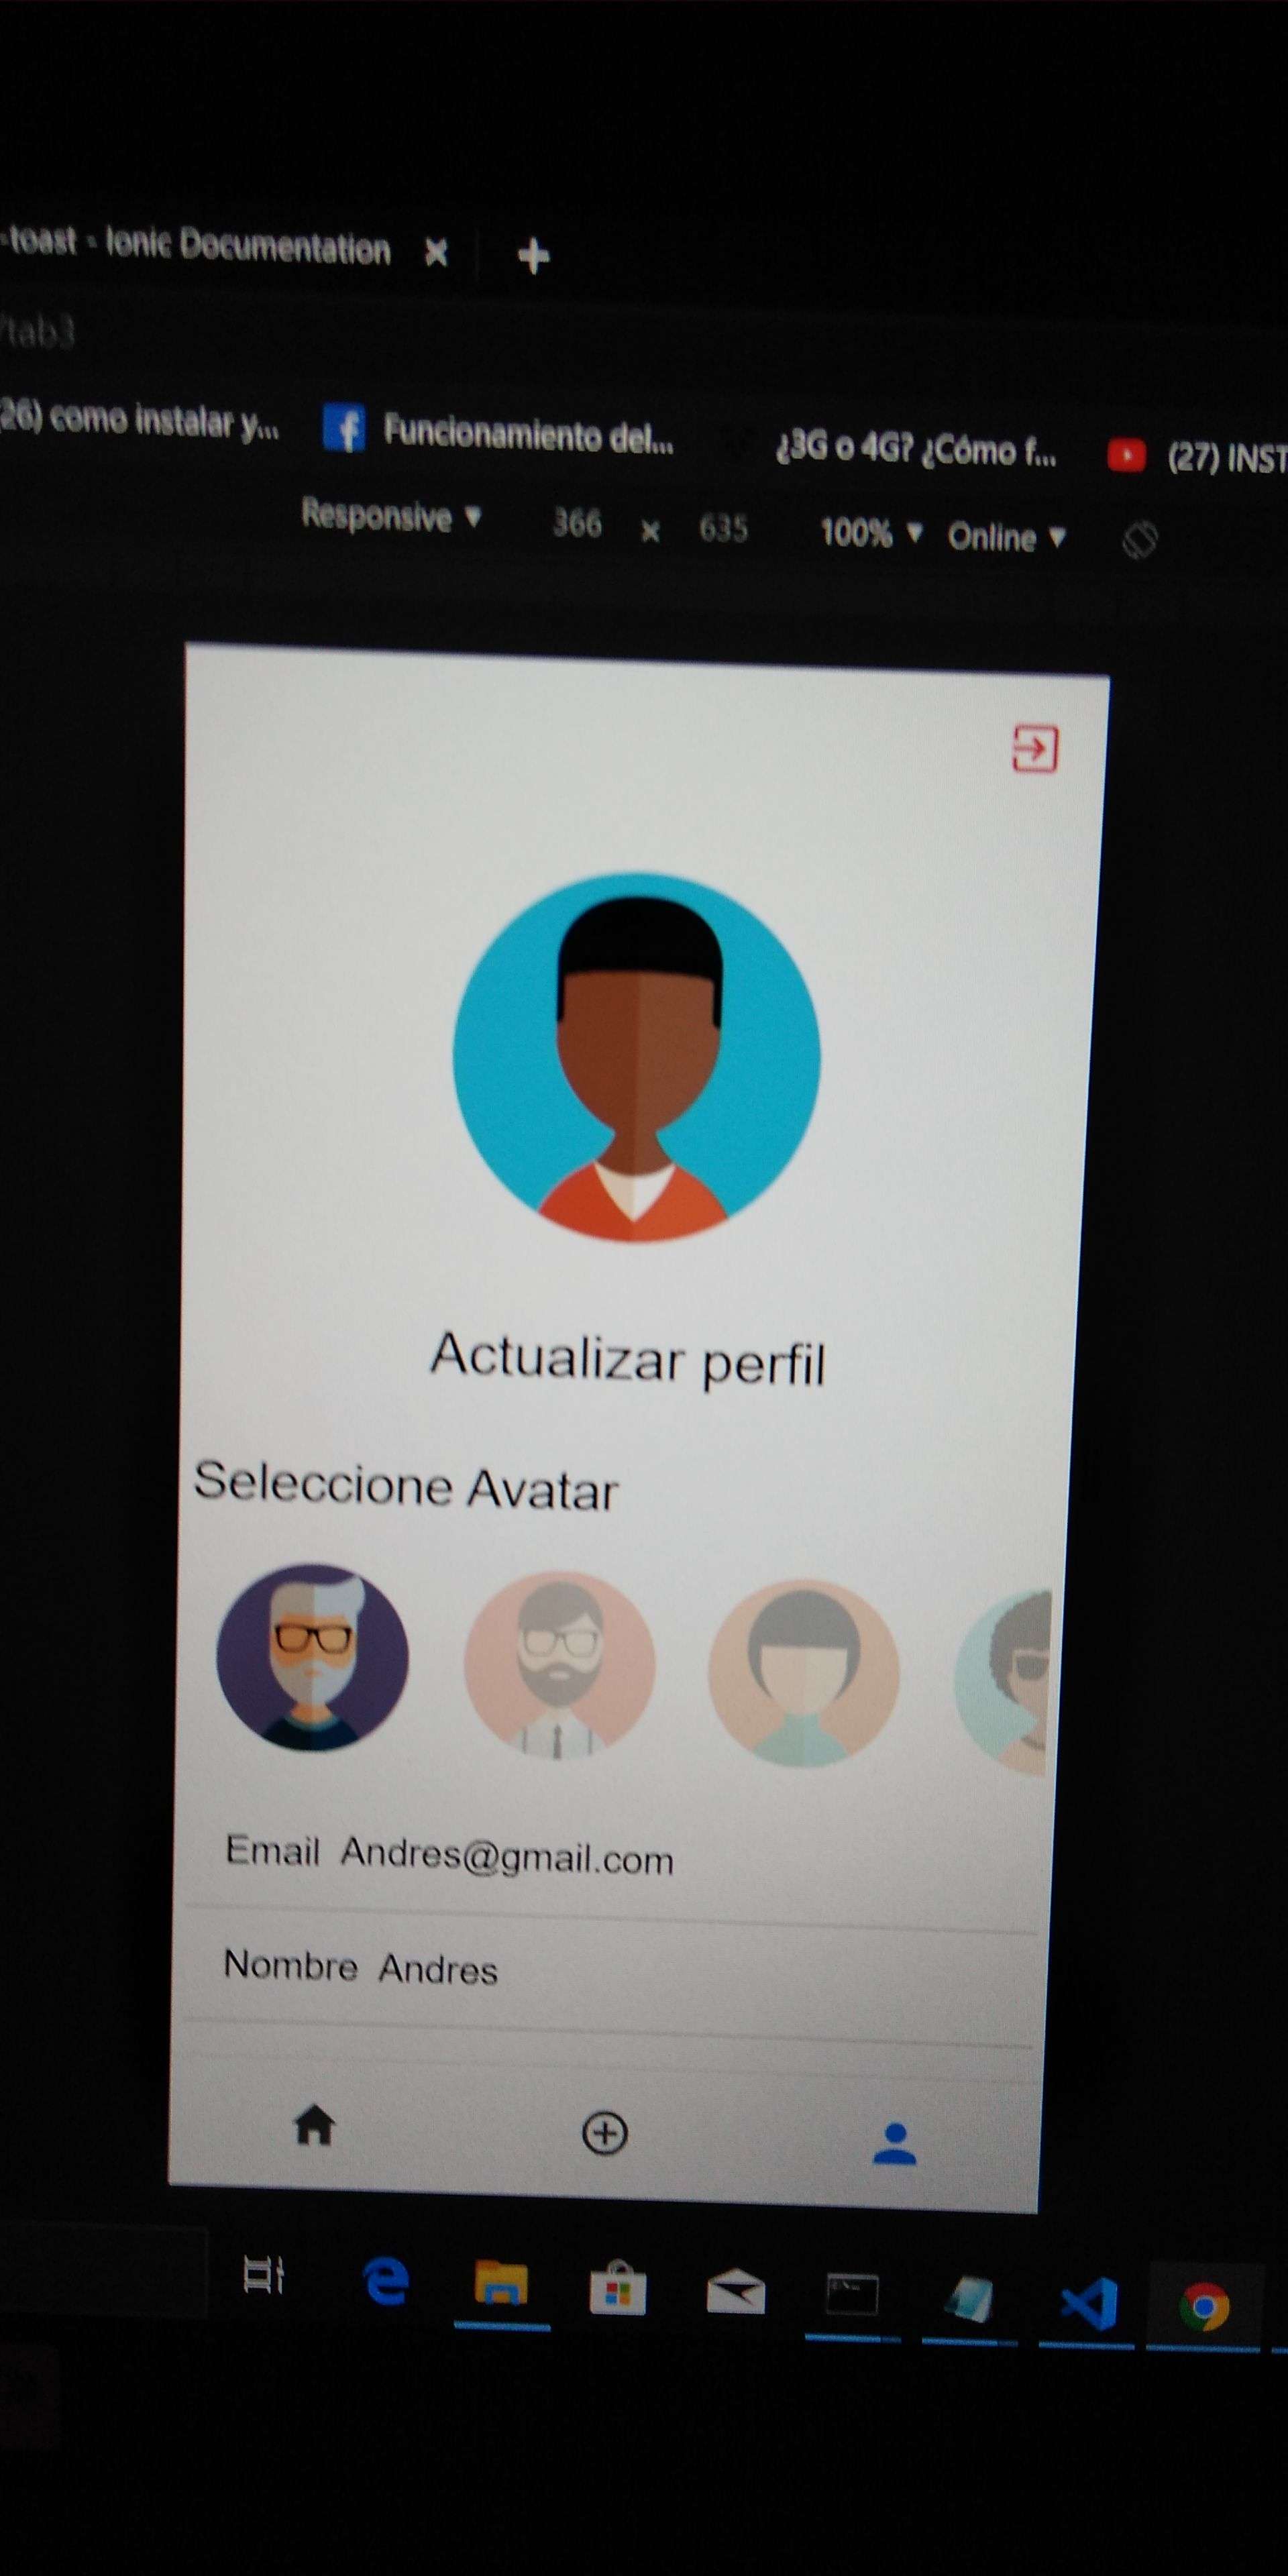 -toast - Ionic Documentation
/tab3
26) como instalar y... Funcionamiento del... ¿3G o 4G? ¿Cómo f... (27) INST
Responsive ▼ 366 x 635 100% ▼ Online ▼
Actualizar perfil
Seleccione Avatar
Email Andres@gmail.com
Nombre Andres